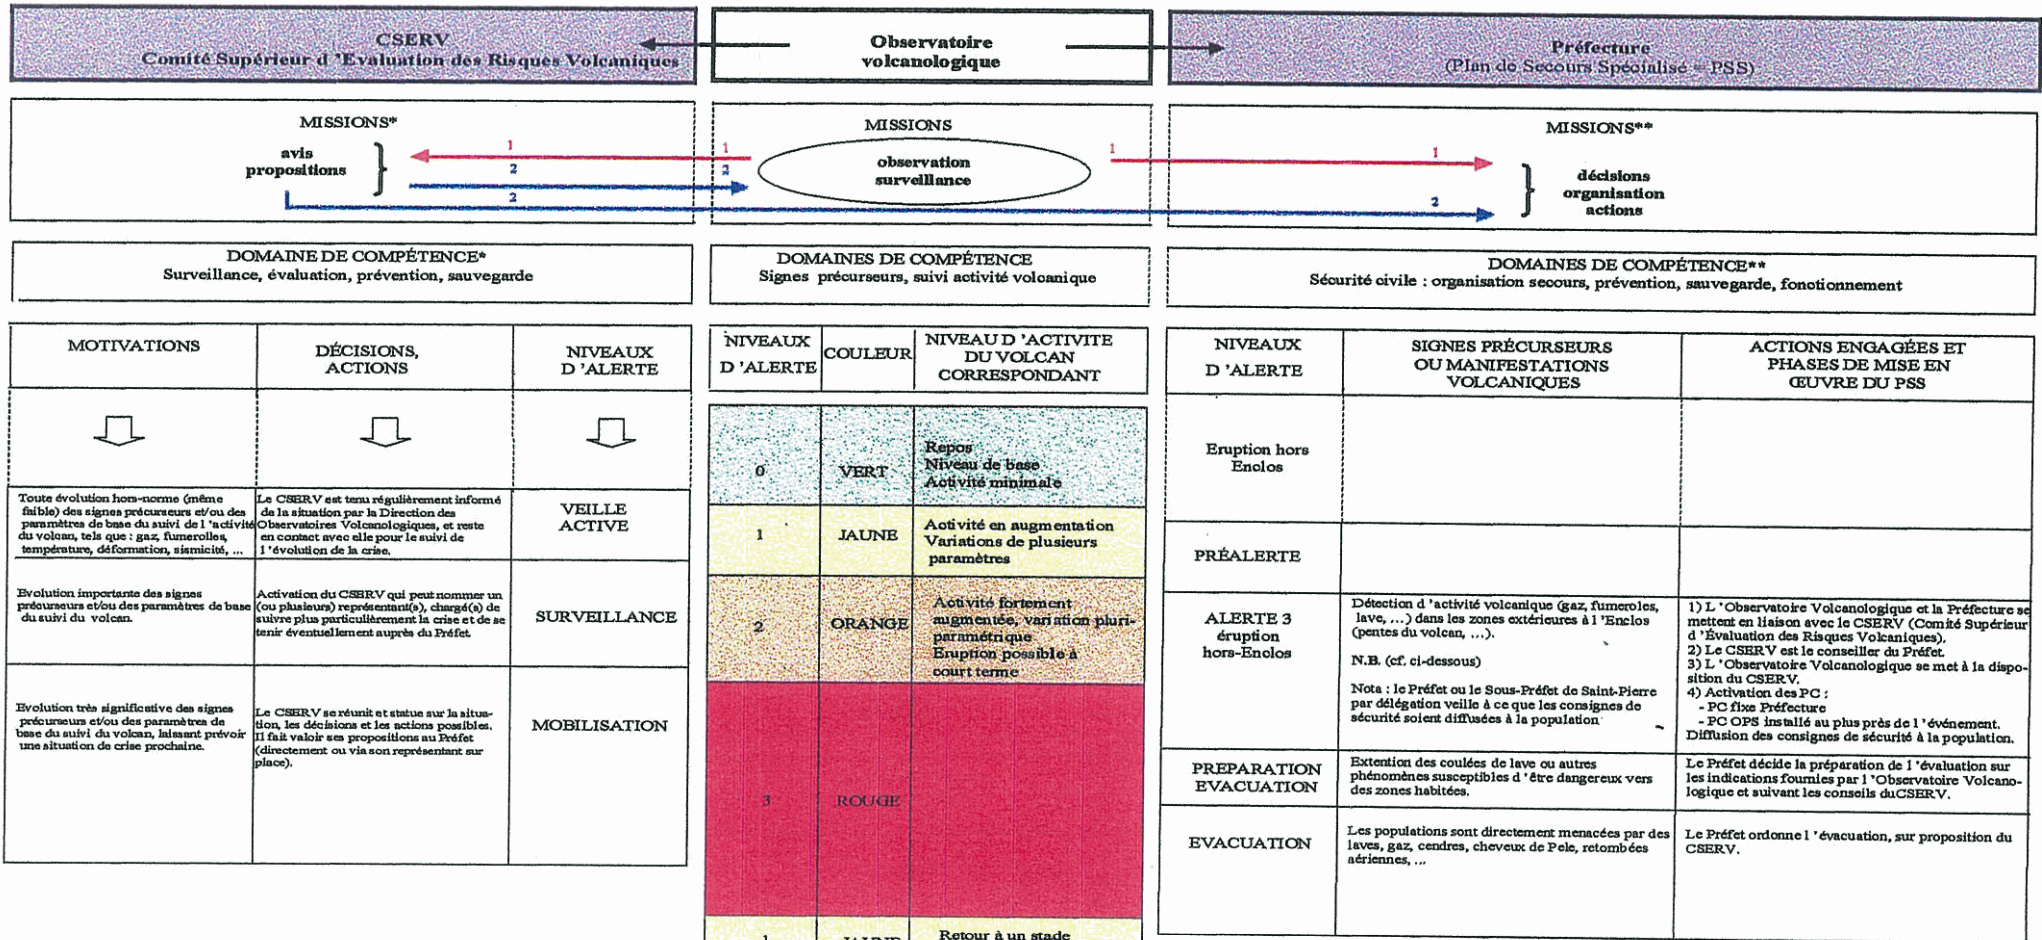 CSERV
Comité Supérieur d 'Evaluation des Risques Volcaniques
Observatoire
volcanologique
Préfecture
(Plan de Secours Spécialisé = PSS)
MISSIONS*
avis
propositions
1
2
2
MISSIONS
1
2
observation
surveillance
1
MISSIONS**
1
2
décisions
organisation
actions
DOMAINE DE COMPÉTENCE*
Surveillance, évaluation, prévention, sauvegarde
DOMAINES DE COMPÉTENCE
Signes précurseurs, suivi activité volcanique
DOMAINES DE COMPÉTENCE**
Sécurité civile : organisation secours, prévention, sauvegarde, fonotionnement
MOTIVATIONS
DÉCISIONS,
ACTIONS
NIVEAUX
D 'ALERTE
Toute évolution hors-norme (même
faible) des signes précurseurs et/ou des
paramètres de base du suivi de l 'activité
du volcan, tels que : gaz, fumerolles,
température, déformation, sismicité, ...
Le CSERV est tenu régulièrement informé
de la situation par la Direction des
Observatoires Volcanologiques, et reste
en contact avec elle pour le suivi de
l 'évolution de la crise.
VEILLE
ACTIVE
Evolution importante des signes
précurseurs et/ou des paramètres de base
du suivi du volcan.
Activation du CSERV qui peut nommer un
(ou plusieurs) représentant(s), chargé(s) de
suivre plus particulièrement la crise et de se
tenir éventuellement auprès du Préfet.
SURVEILLANCE
Evolution très significative des signes
précurseurs et/ou des paramètres de
base du suivi du volcan, laissant prévoir
une situation de crise prochaine.
Le CSERV se réunit et statue sur la situa-
tion, les décisions et les actions possibles.
Il fait valoir ses propositions au Préfet
(directement ou via son représentant sur
place).
MOBILISATION
NIVEAUX
D 'ALERTE
COULEUR
NIVEAU D 'ACTIVITE
DU VOLCAN
CORRESPONDANT
0
VERT
Repos
Niveau de base
Activité minimale
1
JAUNE
Activité en augmentation
Variations de plusieurs
paramètres
2
ORANGE
Activité fortement
augmentée, variation pluri-
paramétrique
Eruption possible à
court terme
3
ROUGE
1
JAUNE
Retour à un stade
NIVEAUX
D 'ALERTE
SIGNES PRÉCURSEURS
OU MANIFESTATIONS
VOLCANIQUES
ACTIONS ENGAGÉES ET
PHASES DE MISE EN
ŒUVRE DU PSS
Eruption hors
Enclos
PRÉALERTE
ALERTE 3
éruption
hors-Enclos
Détection d 'activité volcanique (gaz, fumeroles,
lave, ...) dans les zones extérieures à l 'Enclos
(pentes du volcan, ...).
N.B. (cf. ci-dessous)
Nota : le Préfet ou le Sous-Préfet de Saint-Pierre
par délégation veille à ce que les consignes de
sécurité soient diffusées à la population
1) L 'Observatoire Volcanologique et la Préfecture se
mettent en liaison avec le CSERV (Comité Supérieur
d 'Évaluation des Risques Volcaniques).
2) Le CSERV est le conseiller du Préfet.
3) L 'Observatoire Volcanologique se met à la dispo-
sition du CSERV.
4) Activation des PC :
- PC fixe Préfecture
- PC OPS installé au plus près de l 'événement.
Diffusion des consignes de sécurité à la population.
PREPARATION
EVACUATION
Extention des coulées de lave ou autres
phénomènes susceptibles d 'être dangereux vers
des zones habitées.
Le Préfet décide la préparation de l 'évaluation sur
les indications fournies par l 'Observatoire Volcano-
logique et suivant les conseils duCSERV.
EVACUATION
Les populations sont directement menacées par des
laves, gaz, cendres, cheveux de Pele, retombées
aériennes, ...
Le Préfet ordonne l 'évacuation, sur proposition du
CSERV.